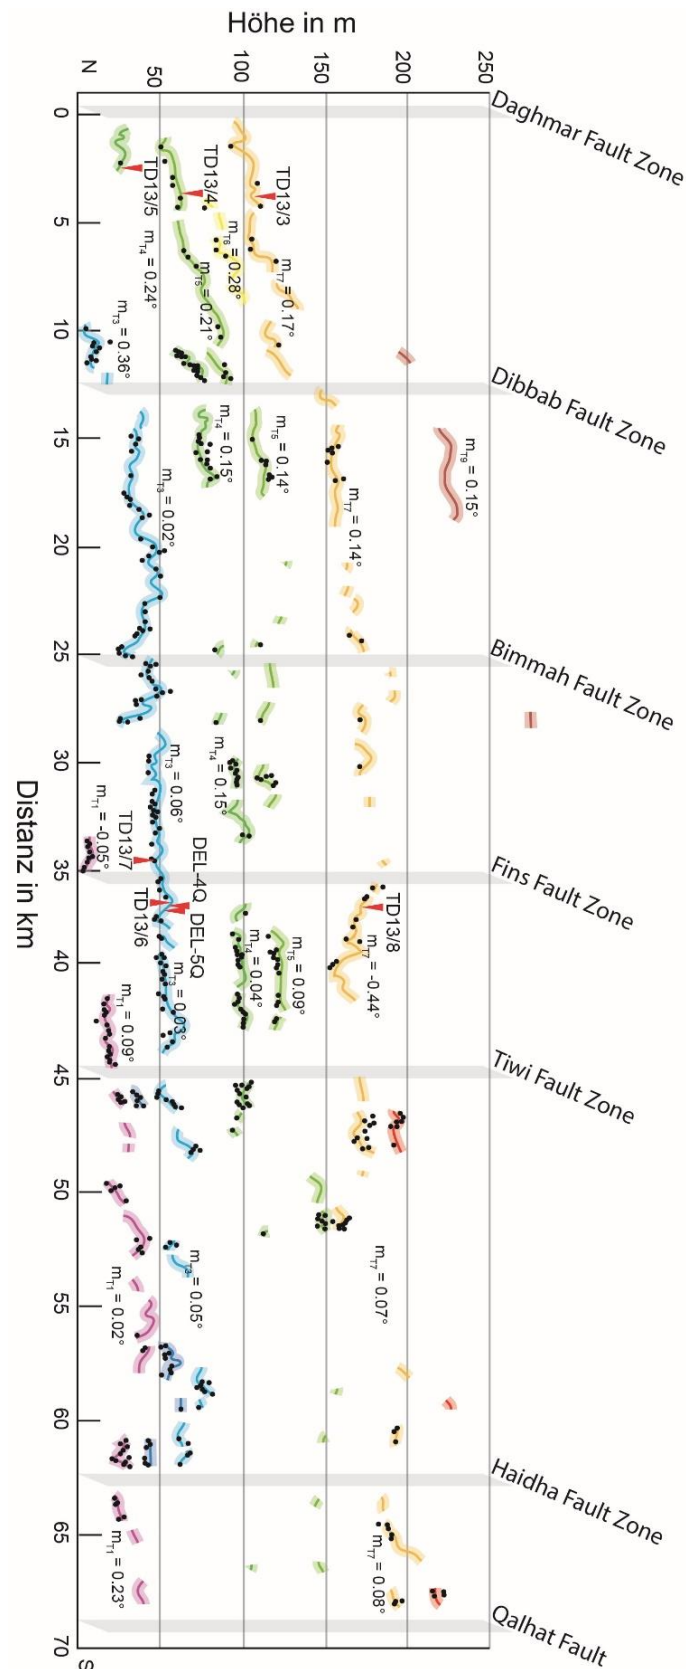 Höhe in m
N
50
100
150
200
250
Daghmar Fault Zone
0
TD13/5
TD13/4
TD13/3
5
mT4 = 0.24°
mT5 = 0.21°
mT6 = 0.28°
mT7 = 0.17°
10
mT3 = 0.36°
Dibbab Fault Zone
15
mT3 = 0.02°
mT4 = 0.15°
mT5 = 0.14°
mT7 = 0.14°
mT9 = 0.15°
20
25
Bimmah Fault Zone
30
mT3 = 0.06°
mT4 = 0.15°
mT1 = -0.05°
TD13/7
35
Fins Fault Zone
TD13/6
DEL-4Q
DEL-5Q
TD13/8
mT3 = 0.03°
mT4 = 0.04°
mT5 = 0.09°
mT7 = -0.44°
40
mT1 = 0.09°
45
Tiwi Fault Zone
50
mT1 = 0.02°
mT3 = 0.05°
mT7 = 0.07°
55
60
Haidha Fault Zone
65
mT1 = 0.23°
mT7 = 0.08°
Qalhat Fault
70
S
Distanz in km